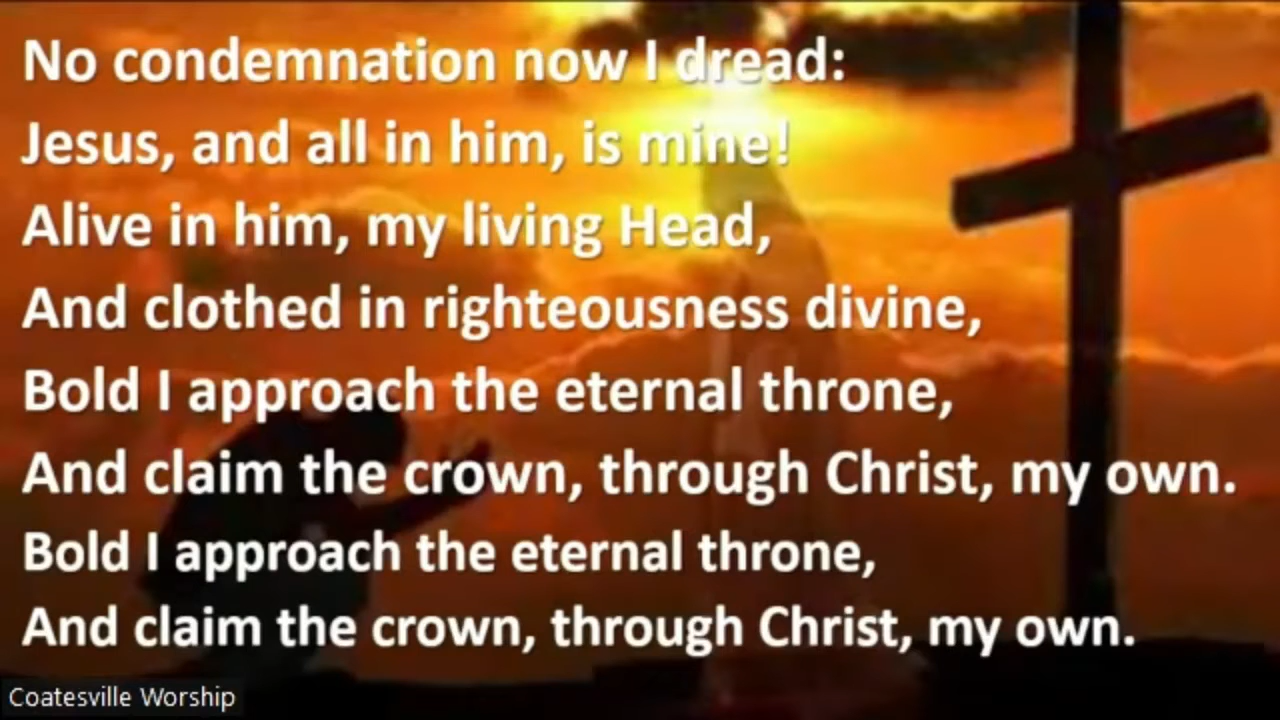 No condemnation now I dread:
Jesus, and all in him, is mine!
Alive in him, my living Head,
And clothed in righteousness divine,
Bold I approach the eternal throne,
And claim the crown, through Christ, my own.
Bold I approach the eternal throne,
And claim the crown, through Christ, my own.
Coatesville Worship